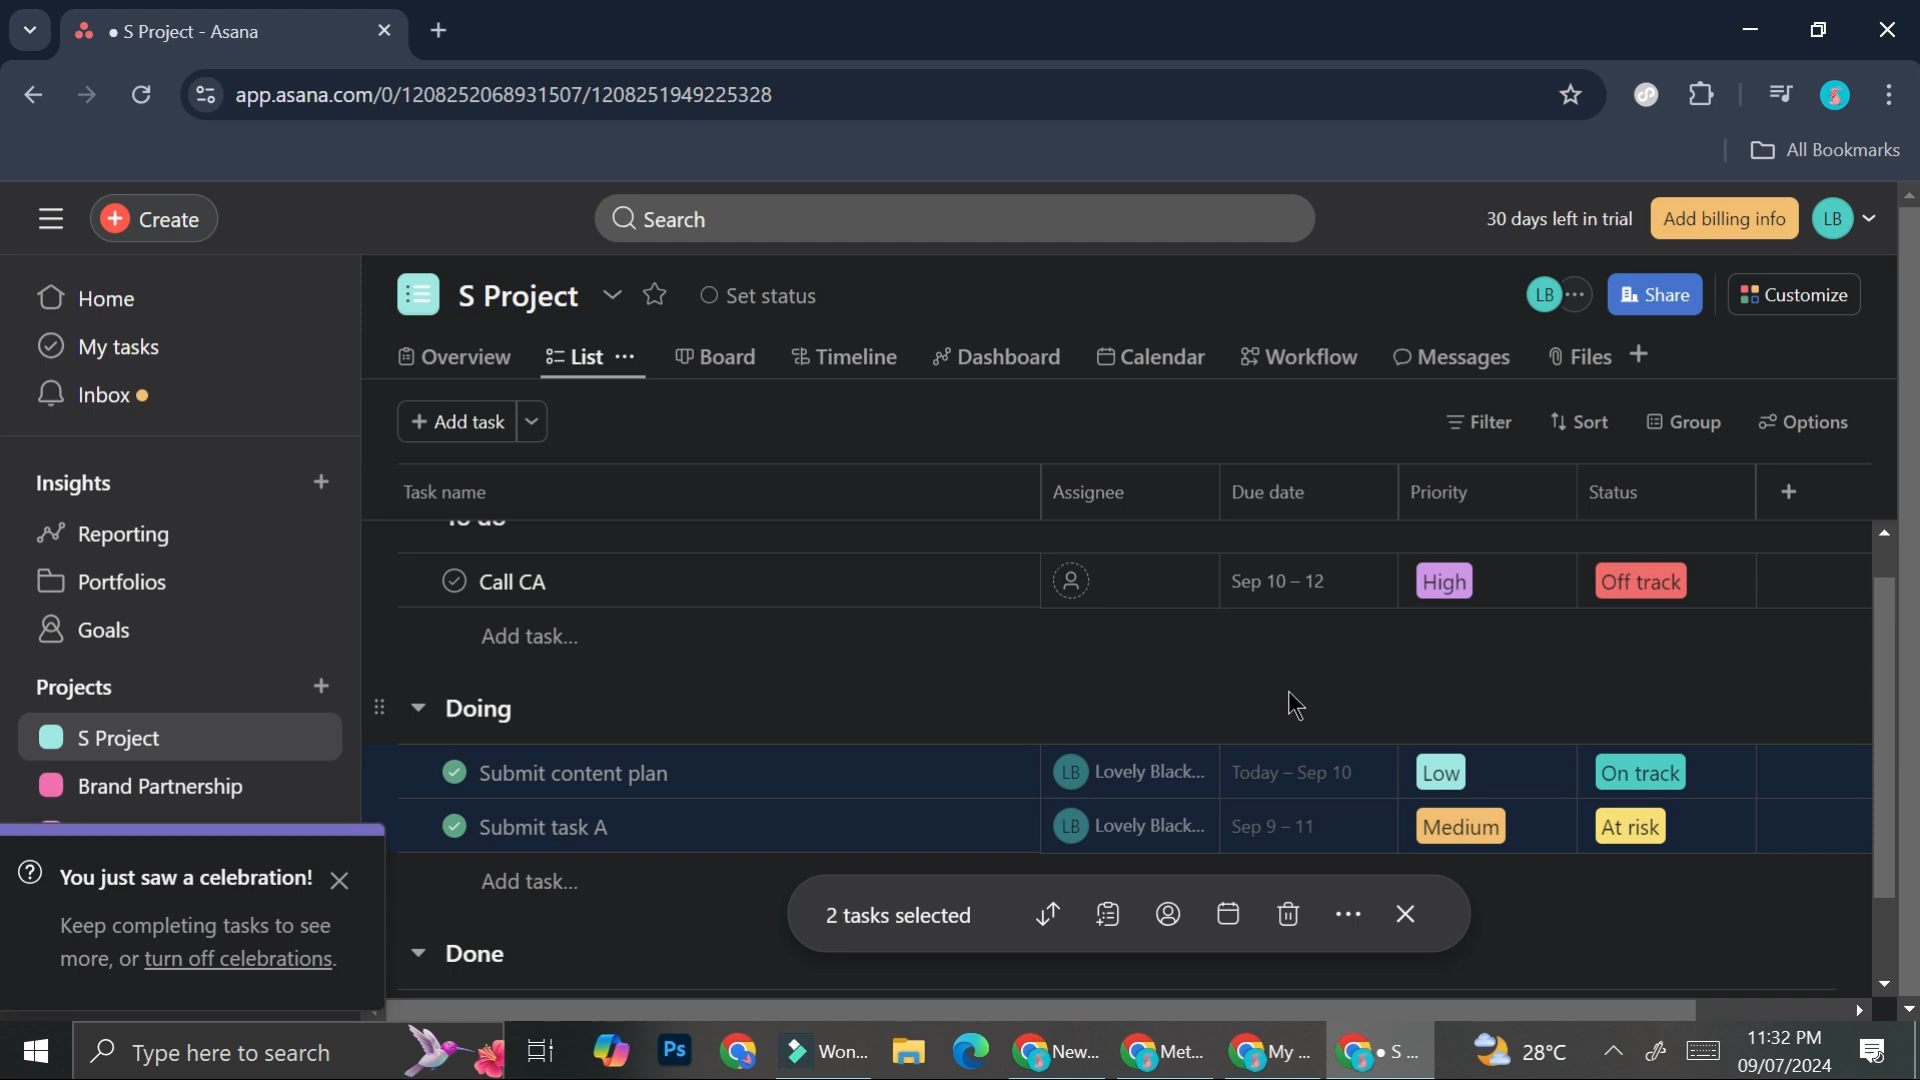 ● S Project - Asana
app.asana.com/0/1208252068931507/1208251949225328
All Bookmarks
Create
Search
30 days left in trial
Add billing info
LB
Home
My tasks
Inbox
Insights
Reporting
Portfolios
Goals
Projects
S Project
Brand Partnership
You just saw a celebration!
Keep completing tasks to see
more, or turn off celebrations.
S Project
Set status
LB
Share
Customize
Overview
List
Board
Timeline
Dashboard
Calendar
Workflow
Messages
Files
Add task
Filter
Sort
Group
Options
Task name
Assignee
Due date
Priority
Status
To do
Call CA
Sep 10 – 12
High
Off track
Add task...
Doing
Submit content plan
LB Lovely Black...
Today – Sep 10
Low
On track
Submit task A
LB Lovely Black...
Sep 9 – 11
Medium
At risk
Add task...
2 tasks selected
Done
Type here to search
Ps
Won...
New...
Met...
My ...
● S ...
28°C
11:32 PM
09/07/2024